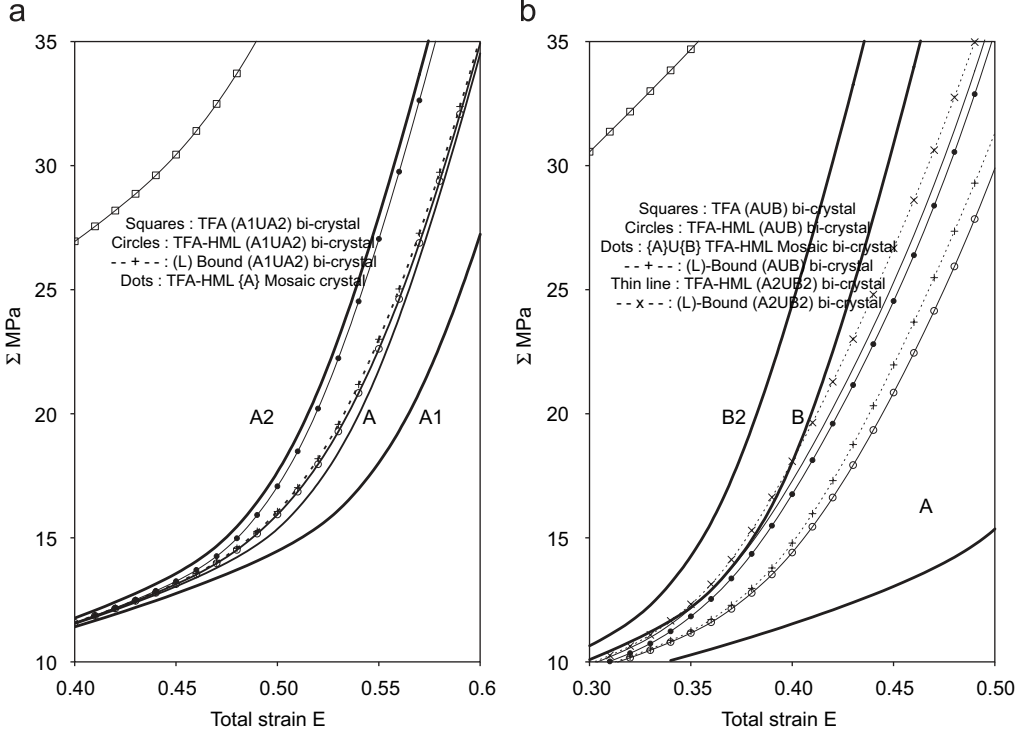 a
35
30
25
20
15
10
Σ MPa
0.40
0.45
0.50
0.55
0.6
Total strain E
Squares : TFA (A1UA2) bi-crystal
Circles : TFA-HML (A1UA2) bi-crystal
- - + - - : (L) Bound (A1UA2) bi-crystal
Dots : TFA-HML {A} Mosaic crystal
A2
A
A1
b
35
30
25
20
15
10
Σ MPa
0.30
0.35
0.40
0.45
0.50
Total strain E
Squares : TFA (AUB) bi-crystal
Circles : TFA-HML (AUB) bi-crystal
Dots : {A}U{B} TFA-HML Mosaic bi-crystal
- - + - - : (L)-Bound (AUB) bi-crystal
Thin line : TFA-HML (A2UB2) bi-crystal
- - x - - : (L)-Bound (A2UB2) bi-crystal
B2
B
A